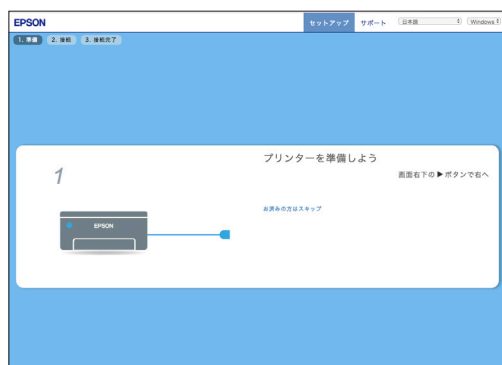 EPSON
セットアップ サポート 日本語 Windows
1. 準備 2. 接続 3. 接続完了
プリンターを準備しよう
1
画面右下の▶ボタンで右へ
お済みの方はスキップ
EPSON